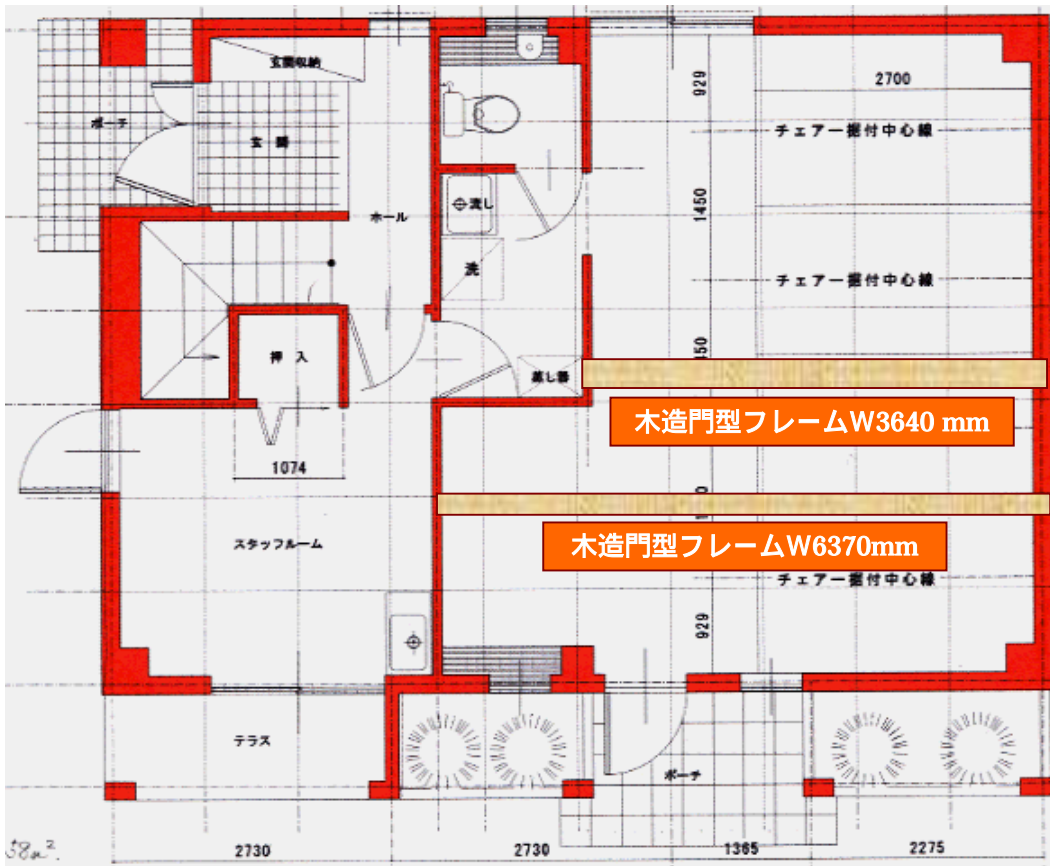 玄関収納
2700
929
ポーチ
玄関
チェアー据付中心線
1450
流し
ホール
洗
チェアー据付中心線
押入
蒸し器
木造門型フレームW3640 mm
1074
木造門型フレームW6370mm
スタッフルーム
チェアー据付中心線
929
テラス
ポーチ
2730
2730
1365
2275